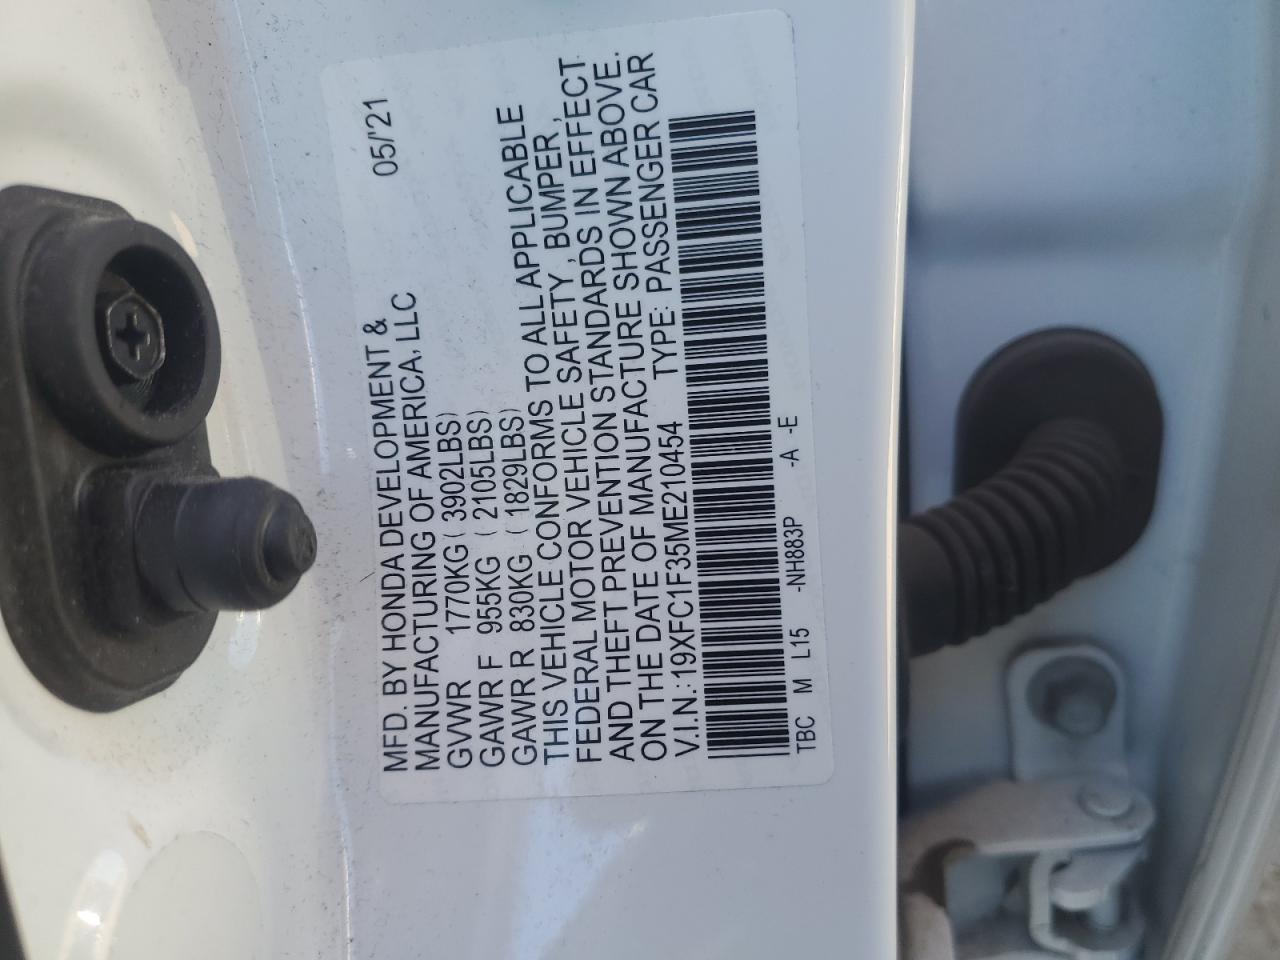 05/'21
MFD. BY HONDA DEVELOPMENT &
MANUFACTURING OF AMERICA, LLC
GVWR 1770KG ( 3902LBS)
GAWR F 955KG ( 2105LBS)
GAWR R 830KG ( 1829LBS)
THIS VEHICLE CONFORMS TO ALL APPLICABLE
FEDERAL MOTOR VEHICLE SAFETY , BUMPER ,
AND THEFT PREVENTION STANDARDS IN EFFECT
ON THE DATE OF MANUFACTURE SHOWN ABOVE.
V.I.N.: 19XFC1F35ME210454 TYPE: PASSENGER CAR
TBC M L15 -NH883P -A -E